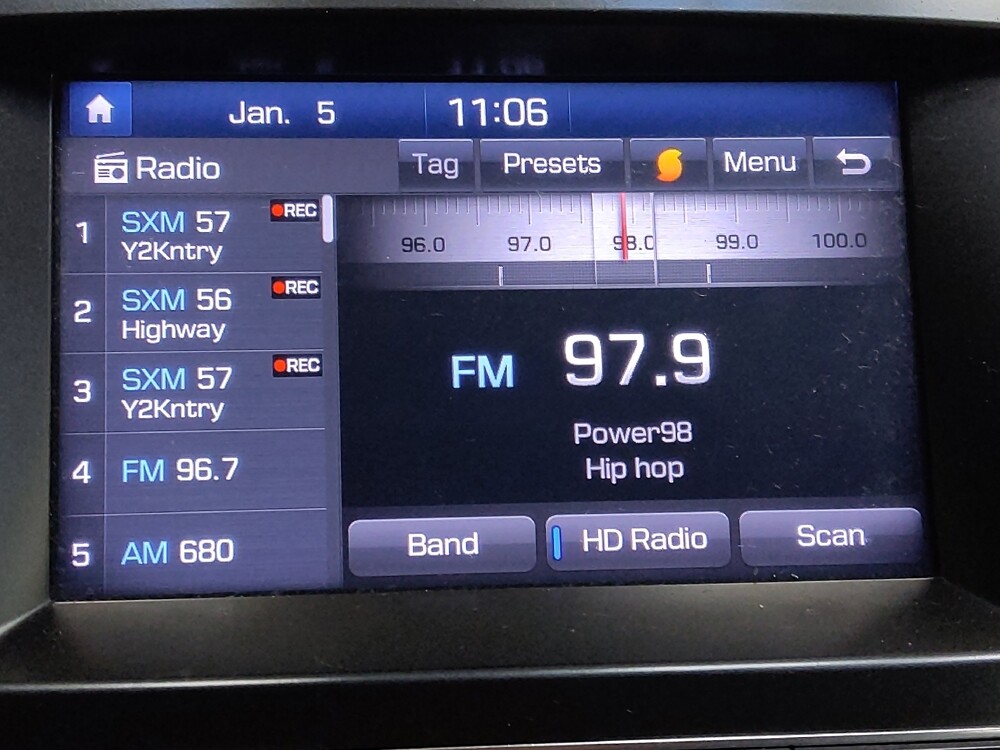 Jan. 5 11:06
Radio Tag Presets Menu
1 SXM 57 REC
Y2Kntry
2 SXM 56 REC
Highway
3 SXM 57 REC
Y2Kntry
4 FM 96.7
5 AM 680
96.0 97.0 98.0 99.0 100.0
FM 97.9
Power98
Hip hop
Band HD Radio Scan